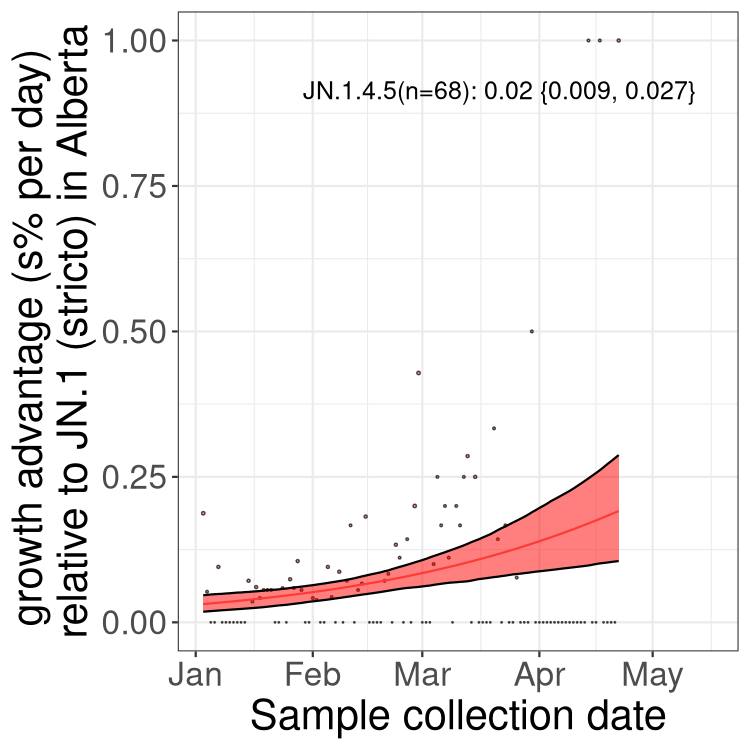 growth advantage (s% per day)
relative to JN.1 (stricto) in Alberta
1.00
0.75
0.50
0.25
0.00
JN.1.4.5(n=68): 0.02 {0.009, 0.027}
Jan Feb Mar Apr May
Sample collection date